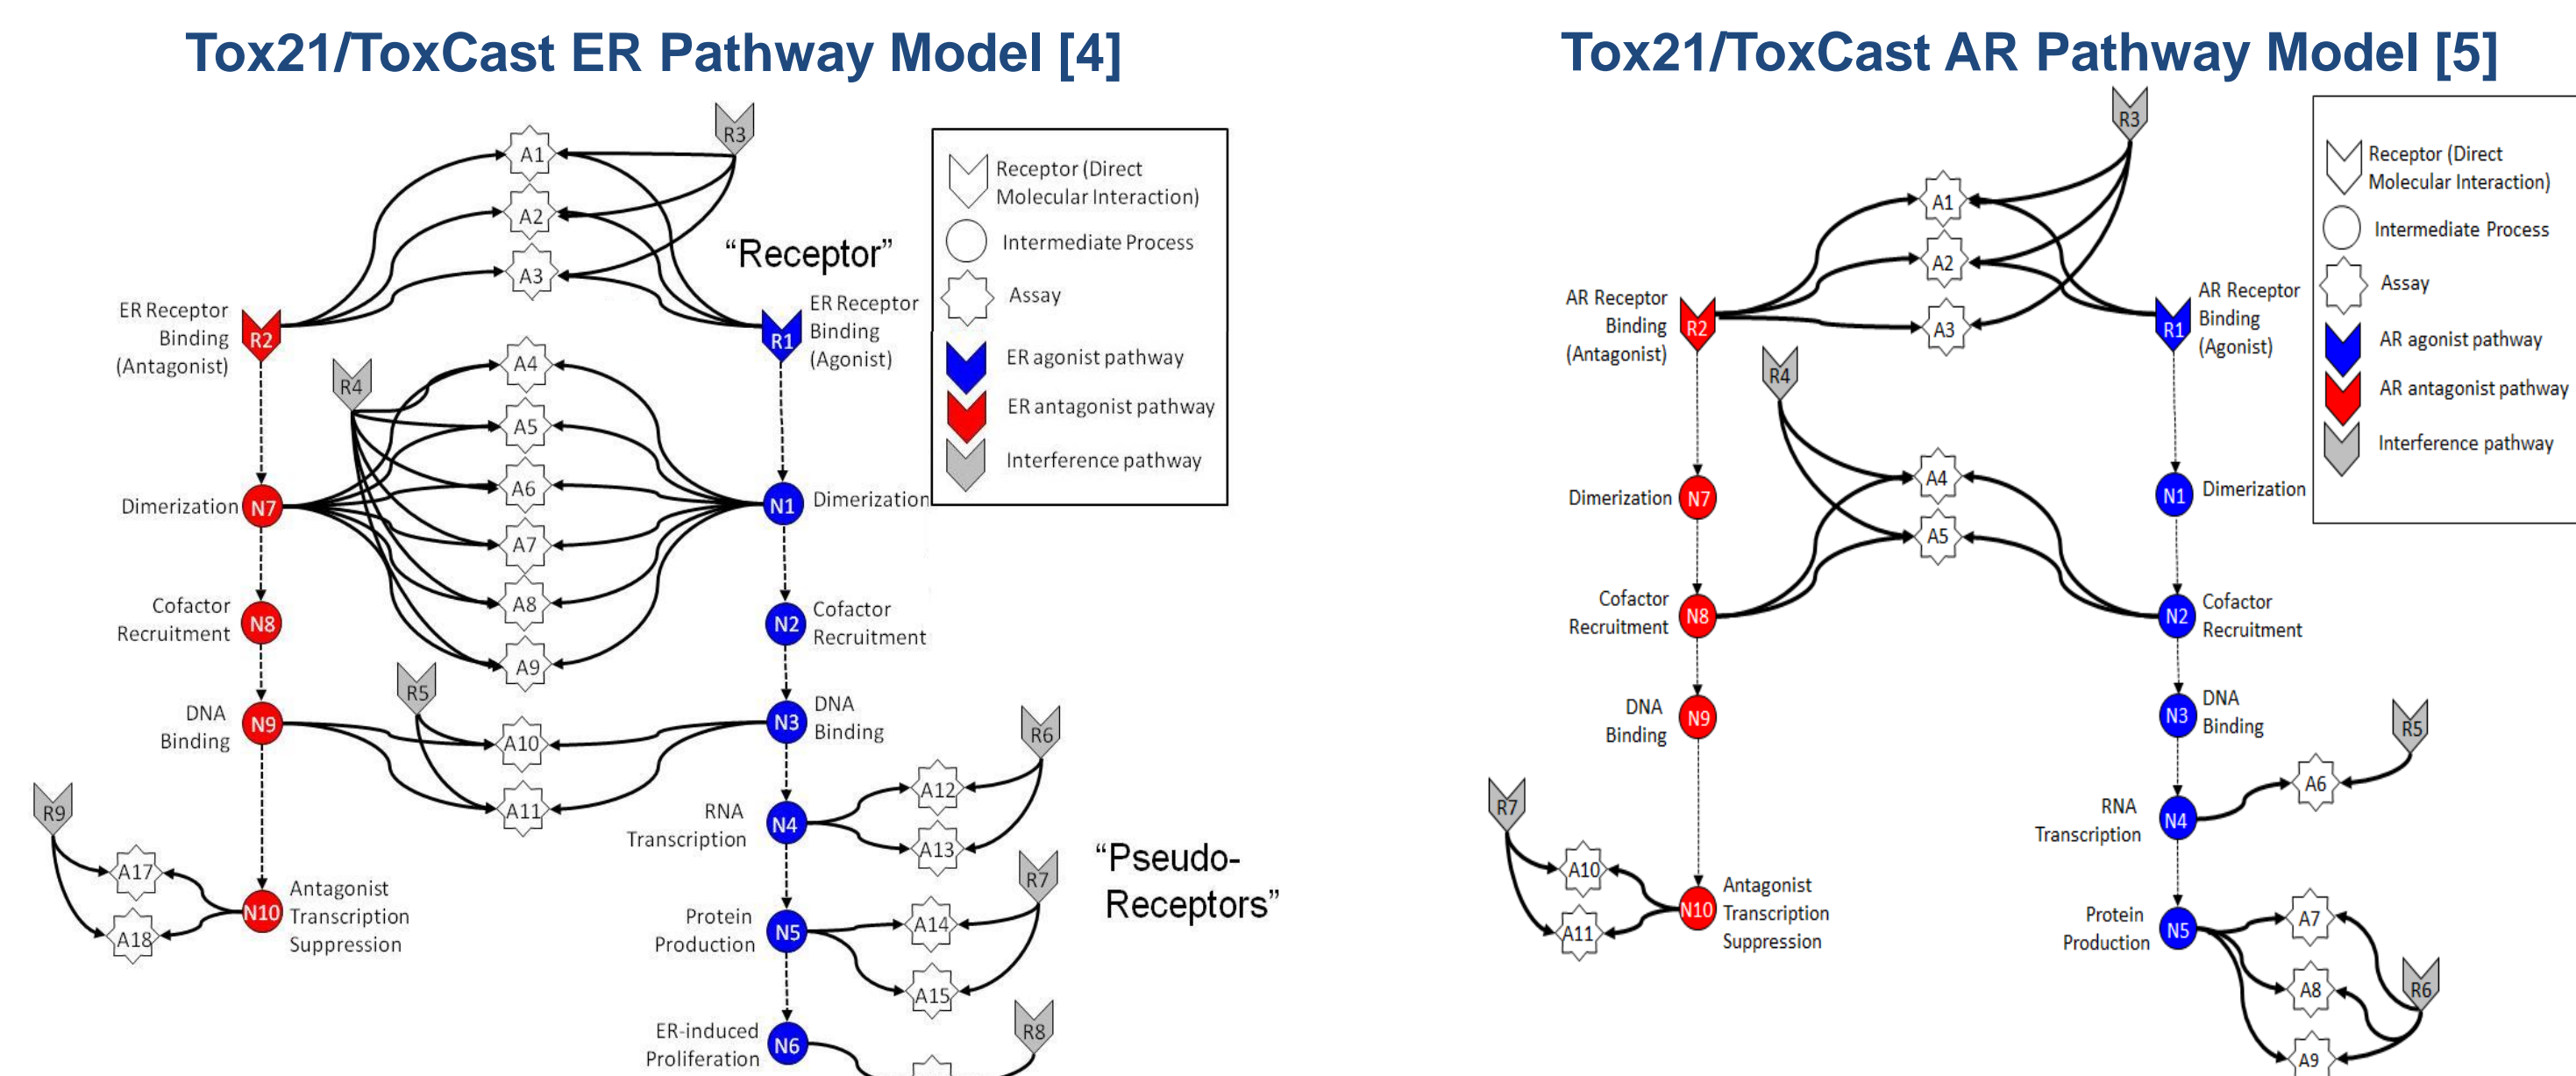 Tox21/ToxCast ER Pathway Model [4]
R3
A1
A2
A3
"Receptor"
ER Receptor
Binding
(Antagonist)
R2
R1
ER Receptor
Binding
(Agonist)
R4
A4
A5
A6
A7
A8
A9
Dimerization
N7
N1
Dimerization
Cofactor
Recruitment
N8
N2
Cofactor
Recruitment
R5
DNA
Binding
N9
A10
A11
N3
DNA
Binding
R6
A12
A13
RNA
Transcription
N4
R9
A17
A18
N10
Antagonist
Transcription
Suppression
R7
A14
A15
Protein
Production
N5
"Pseudo-
Receptors"
ER-induced
Proliferation
N6
R8
Receptor (Direct
Molecular Interaction)
Intermediate Process
Assay
ER agonist pathway
ER antagonist pathway
Interference pathway
Tox21/ToxCast AR Pathway Model [5]
R3
A1
A2
A3
AR Receptor
Binding
(Antagonist)
R2
R1
AR Receptor
Binding
(Agonist)
R4
A4
A5
Dimerization
N7
N1
Dimerization
Cofactor
Recruitment
N8
N2
Cofactor
Recruitment
DNA
Binding
N9
N3
DNA
Binding
R5
A6
RNA
Transcription
N4
R7
A10
A11
N10
Antagonist
Transcription
Suppression
Protein
Production
N5
A7
A8
A9
R6
Receptor (Direct
Molecular Interaction)
Intermediate Process
Assay
AR agonist pathway
AR antagonist pathway
Interference pathway